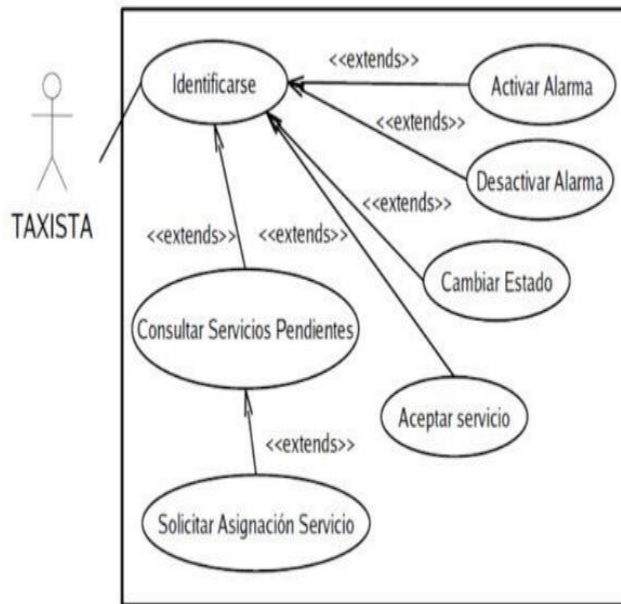 <<extends>>
Identificarse
Activar Alarma
<<extends>>
Desactivar Alarma
TAXISTA
<<extends>>
<<extends>>
<<extends>>
Cambiar Estado
Consultar Servicios Pendientes
Aceptar servicio
<<extends>>
Solicitar Asignación Servicio